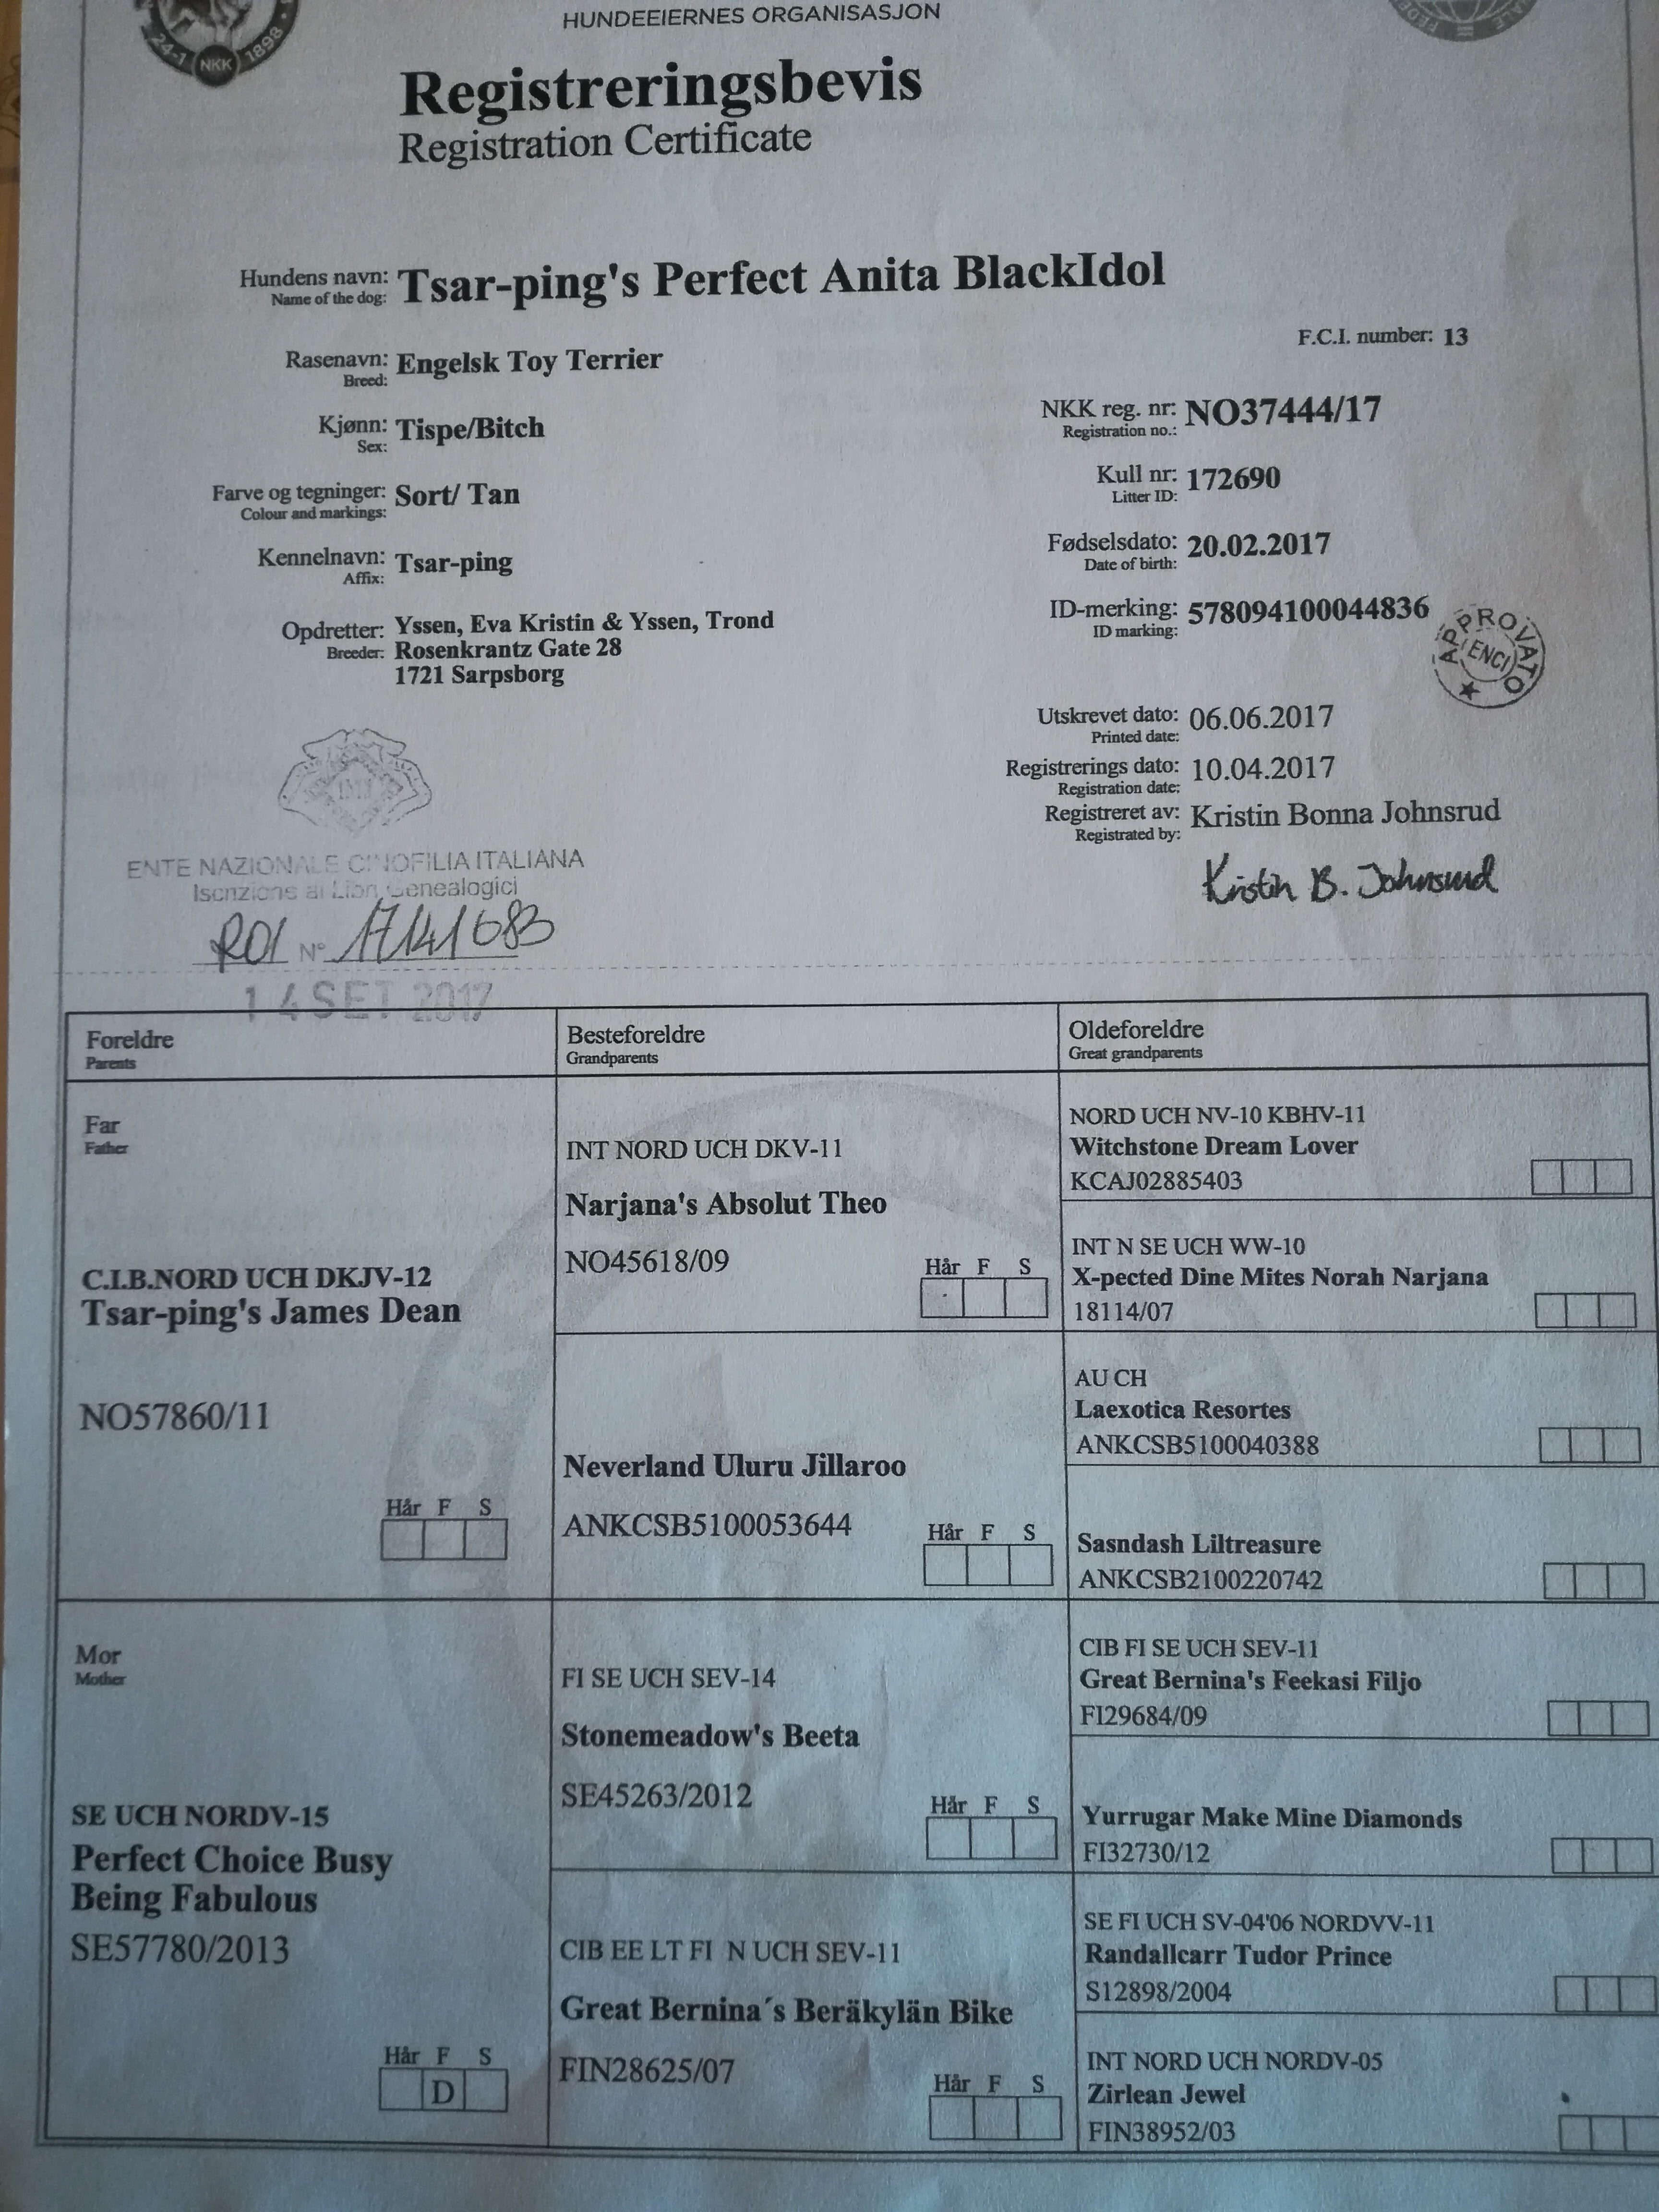 HUNDEEIERNES ORGANISASJON
24-1 NKK 1898
Registreringsbevis
Registration Certificate
Hundens navn: Tsar-ping's Perfect Anita BlackIdol
Name of the dog:
F.C.I. number: 13
Rasenavn: Engelsk Toy Terrier
Breed:
NKK reg. nr: NO37444/17
Registration no.:
Kjønn: Tispe/Bitch
Sex:
Kull nr: 172690
Litter ID:
Farve og tegninger: Sort/ Tan
Colour and markings:
Fødselsdato: 20.02.2017
Date of birth:
Kennelnavn: Tsar-ping
Affix:
ID-merking: 578094100044836
ID marking:
APPROVATO
ENCI
Opdretter: Yssen, Eva Kristin & Yssen, Trond
Breeder: Rosenkrantz Gate 28
1721 Sarpsborg
Utskrevet dato: 06.06.2017
Printed date:
Registrerings dato: 10.04.2017
Registration date:
Registreret av: Kristin Bonna Johnsrud
Registrated by:
Kristin B. Johnsrud
ENTE NAZIONALE CINOFILIA ITALIANA
Iscrizione ai Libri Genealogici
ROI N° 17/141683
14 SET 2017
Foreldre
Parents
Besteforeldre
Grandparents
Oldeforeldre
Great grandparents
Far
Father
C.I.B.NORD UCH DKJV-12
Tsar-ping's James Dean
NO57860/11
Hår F S
INT NORD UCH DKV-11
Narjana's Absolut Theo
NO45618/09
Hår F S
NORD UCH NV-10 KBHV-11
Witchstone Dream Lover
KCAJ02885403
INT N SE UCH WW-10
X-pected Dine Mites Norah Narjana
18114/07
Neverland Uluru Jillaroo
ANKCSB5100053644
Hår F S
AU CH
Laexotica Resortes
ANKCSB5100040388
Sasndash Liltreasure
ANKCSB2100220742
Mor
Mother
SE UCH NORDV-15
Perfect Choice Busy
Being Fabulous
SE57780/2013
Hår F S
D
FI SE UCH SEV-14
Stonemeadow's Beeta
SE45263/2012
Hår F S
CIB FI SE UCH SEV-11
Great Bernina's Feekasi Filjo
FI29684/09
Yurrugar Make Mine Diamonds
FI32730/12
CIB EE LT FI N UCH SEV-11
Great Bernina´s Beräkylän Bike
FIN28625/07
Hår F S
SE FI UCH SV-04'06 NORDVV-11
Randallcarr Tudor Prince
S12898/2004
INT NORD UCH NORDV-05
Zirlean Jewel
FIN38952/03